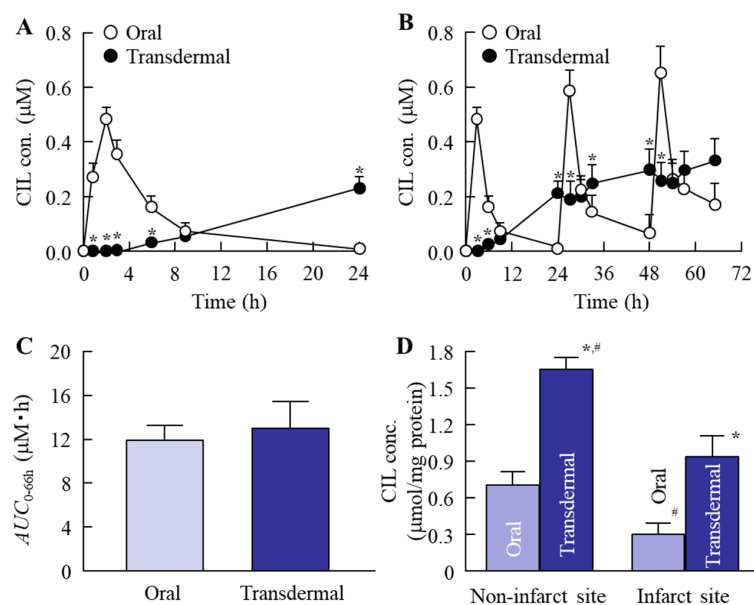 A
Oral
Transdermal
CIL con. (μM)
0.8
0.6
0.4
0.2
0.0
*
*
*
*
*
0 4 8 12 16 20 24
Time (h)
B
Oral
Transdermal
CIL con. (μM)
0.8
0.6
0.4
0.2
0.0
*
*
*
*
*
*
*
0 12 24 36 48 60 72
Time (h)
C
AUC0-66h (μM・h)
20
16
12
8
4
0
Oral Transdermal
D
CIL conc.
(μmol/mg protein)
1.8
1.5
1.2
0.9
0.6
0.3
0
*,#
*
#
Oral
Transdermal
Oral
Transdermal
Non-infarct site Infarct site